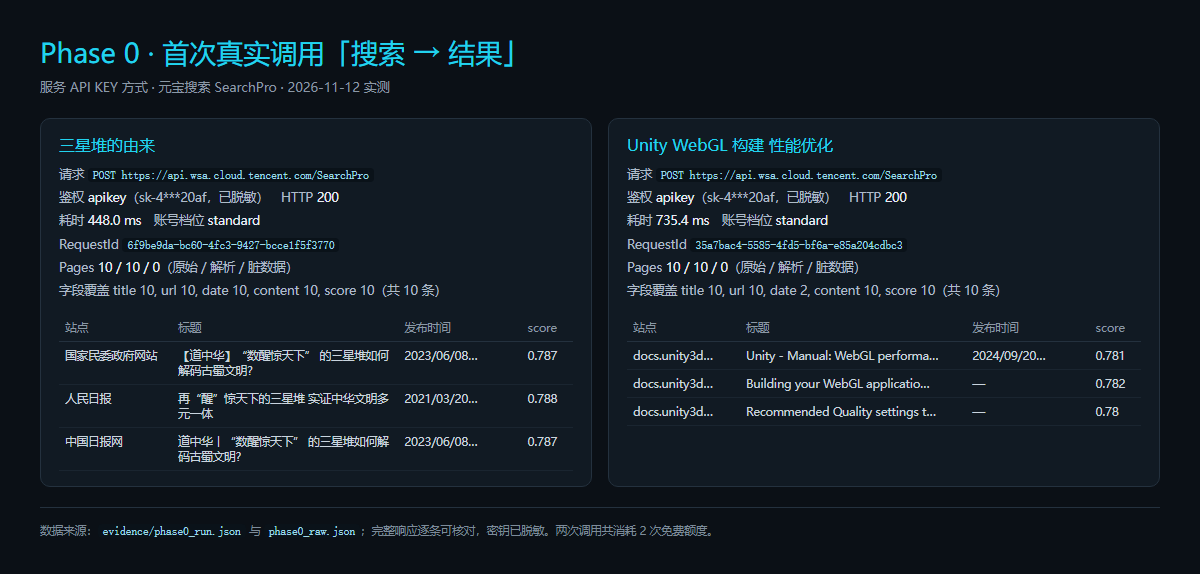 Phase 0 · 首次真实调用「搜索 → 结果」
服务 API KEY 方式 · 元宝搜索 SearchPro · 2026-11-12 实测
三星堆的由来
请求 POST https://api.wsa.cloud.tencent.com/SearchPro
鉴权 apikey（sk-4***20af，已脱敏） HTTP 200
耗时 448.0 ms 账号档位 standard
RequestId 6f9be9da-bc60-4fc3-9427-bcce1f5f3770
Pages 10 / 10 / 0（原始 / 解析 / 脏数据）
字段覆盖 title 10, url 10, date 10, content 10, score 10（共 10 条）
站点 标题 发布时间 score
国家民委政府网站 【道中华】“数醒惊天下” 的三星堆如何 2023/06/08... 0.787
解码古蜀文明?
人民日报 再“醒”惊天下的三星堆 实证中华文明多 2021/03/20... 0.788
元一体
中国日报网 道中华丨“数醒惊天下” 的三星堆如何解 2023/06/08... 0.787
码古蜀文明?
Unity WebGL 构建 性能优化
请求 POST https://api.wsa.cloud.tencent.com/SearchPro
鉴权 apikey（sk-4***20af，已脱敏） HTTP 200
耗时 735.4 ms 账号档位 standard
RequestId 35a7bac4-5585-4fd5-bf6a-e85a204cdbc3
Pages 10 / 10 / 0（原始 / 解析 / 脏数据）
字段覆盖 title 10, url 10, date 2, content 10, score 10（共 10 条）
站点 标题 发布时间 score
docs.unity3d... Unity - Manual: WebGL performa... 2024/09/20... 0.781
docs.unity3d... Building your WebGL applicatio... — 0.782
docs.unity3d... Recommended Quality settings t... — 0.78
数据来源： evidence/phase0_run.json 与 phase0_raw.json ；完整响应逐条可核对，密钥已脱敏。两次调用共消耗 2 次免费额度。